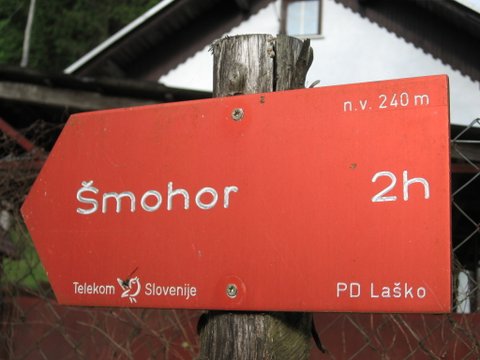 n.v. 240 m
Šmohor 2h
Telekom Slovenije PD Laško